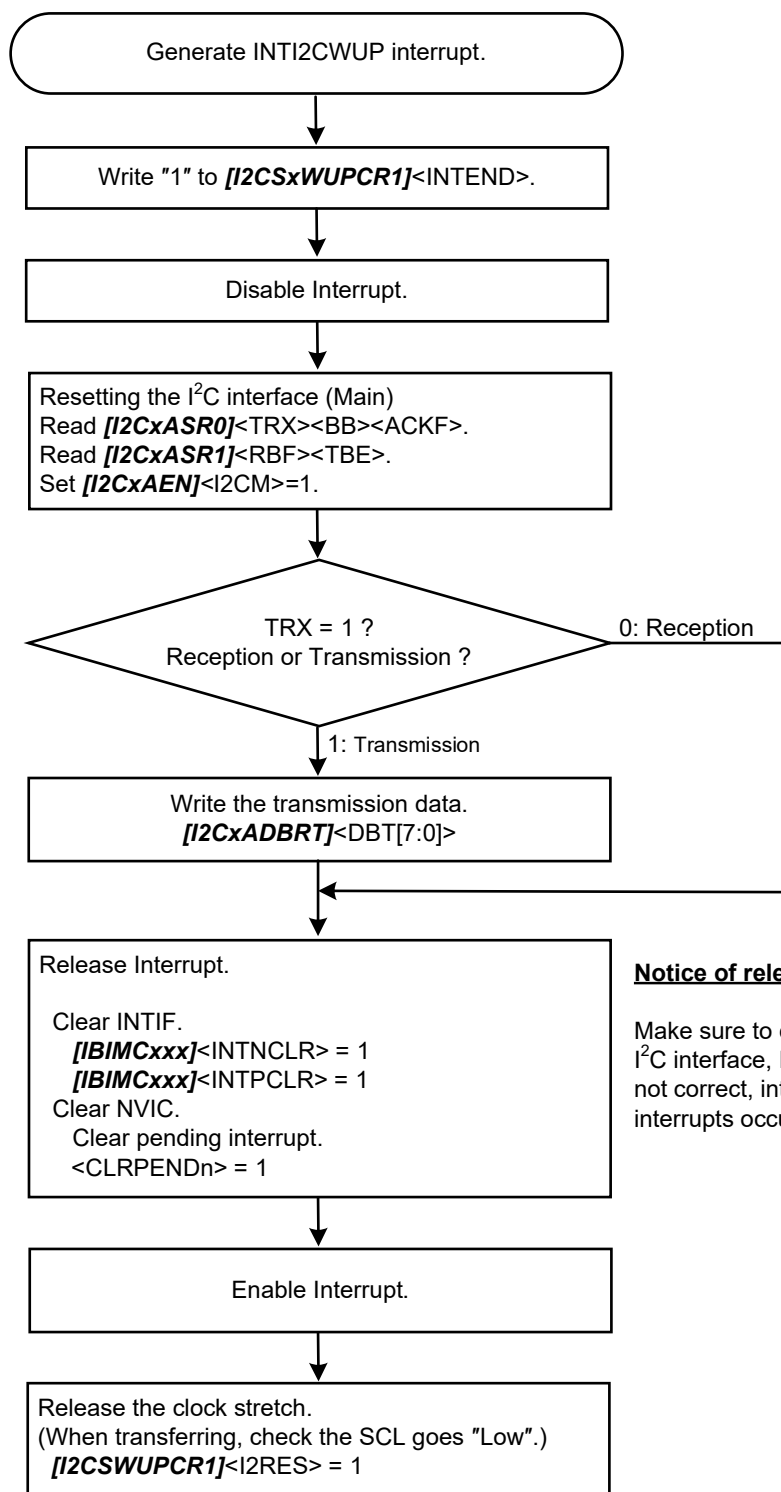 Generate INTI2CWUP interrupt.
Write "1" to [I2CSxWUPCR1]<INTEND>.
Disable Interrupt.
Resetting the I2C interface (Main)
Read [I2CxASR0]<TRX><BB><ACKF>.
Read [I2CxASR1]<RBF><TBE>.
Set [I2CxAEN]<I2CM>=1.
TRX = 1 ?
Reception or Transmission ?
0: Reception
1: Transmission
Write the transmission data.
[I2CxADBRT]<DBT[7:0]>
Release Interrupt.
Clear INTIF.
[IBIMCxxx]<INTNCLR> = 1
[IBIMCxxx]<INTPCLR> = 1
Clear NVIC.
Clear pending interrupt.
<CLRPENDn> = 1
Notice of
Make sure to
I2C interface,
not correct,
interrupts
Enable Interrupt.
Release the clock stretch.
(When transferring, check the SCL goes "Low".)
[I2CSWUPCR1]<I2RES> = 1